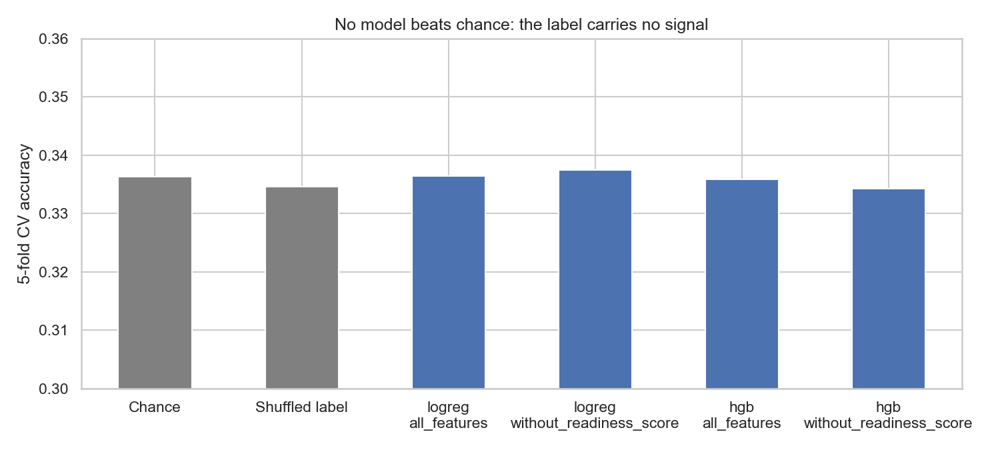 No model beats chance: the label carries no signal
5-fold CV accuracy
0.36
0.35
0.34
0.33
0.32
0.31
0.30
Chance
Shuffled label
logreg
all_features
logreg
without_readiness_score
hgb
all_features
hgb
without_readiness_score